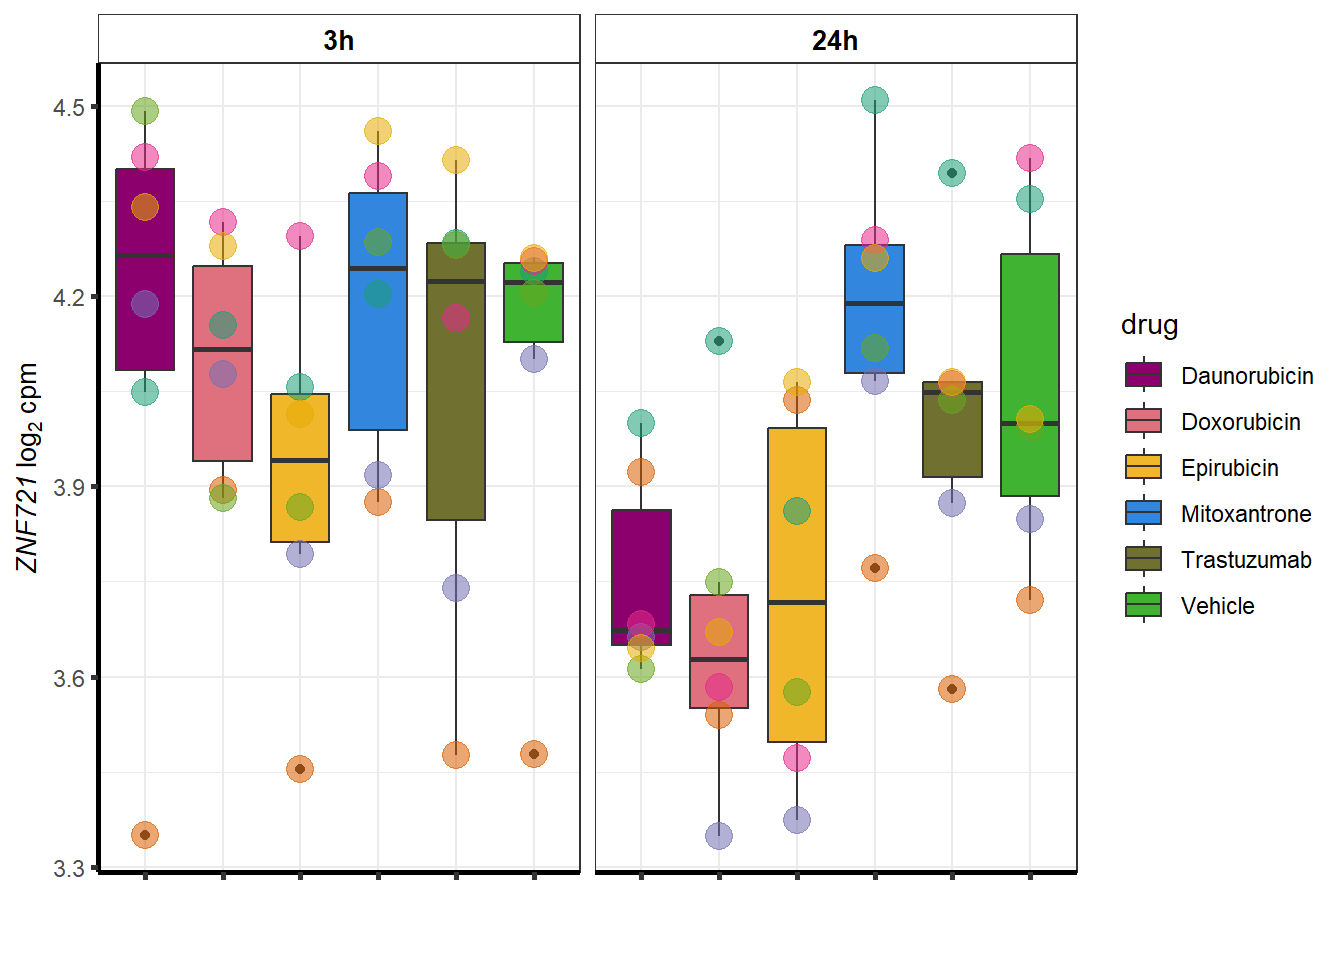 3h
24h
4.5
4.2
3.9
3.6
3.3
ZNF721 log₂ cpm
drug
Daunorubicin
Doxorubicin
Epirubicin
Mitoxantrone
Trastuzumab
Vehicle